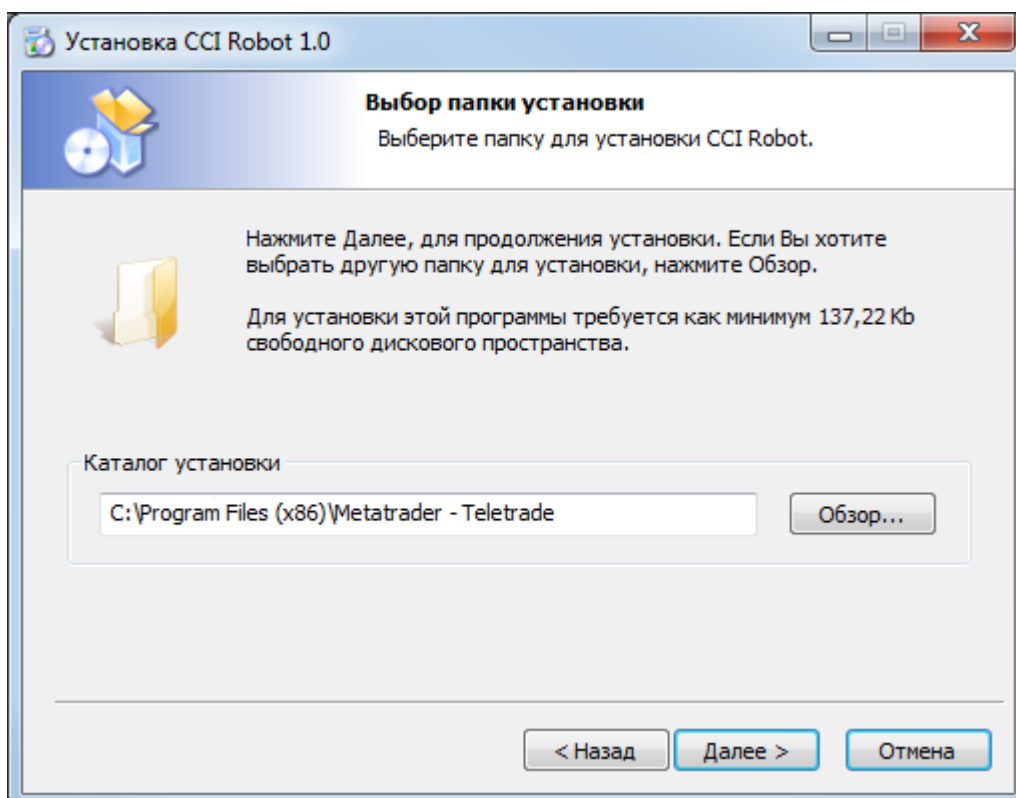 Установка CCI Robot 1.0
Выбор папки установки
Выберите папку для установки CCI Robot.
Нажмите Далее, для продолжения установки. Если Вы хотите
выбрать другую папку для установки, нажмите Обзор.
Для установки этой программы требуется как минимум 137,22 Kb
свободного дискового пространства.
Каталог установки
C:\Program Files (x86)\Metatrader - Teletrade
Обзор...
< Назад
Далее >
Отмена